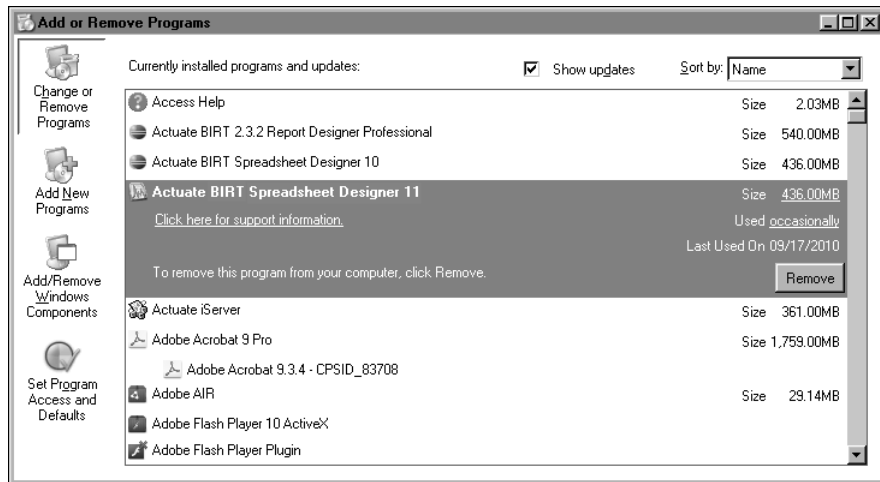 Add or Remove Programs
Change or
Remove
Programs
Add New
Programs
Add/Remove
Windows
Components
Set Program
Access and
Defaults
Currently installed programs and updates:
Show updates
Sort by: Name
Access Help Size 2.03MB
Actuate BIRT 2.3.2 Report Designer Professional Size 540.00MB
Actuate BIRT Spreadsheet Designer 10 Size 436.00MB
Actuate BIRT Spreadsheet Designer 11 Size 436.00MB
Click here for support information. Used occasionally
Last Used On 09/17/2010
To remove this program from your computer, click Remove. Remove
Actuate iServer Size 361.00MB
Adobe Acrobat 9 Pro Size 1,759.00MB
Adobe Acrobat 9.3.4 - CPSID_83708
Adobe AIR Size 29.14MB
Adobe Flash Player 10 ActiveX
Adobe Flash Player Plugin